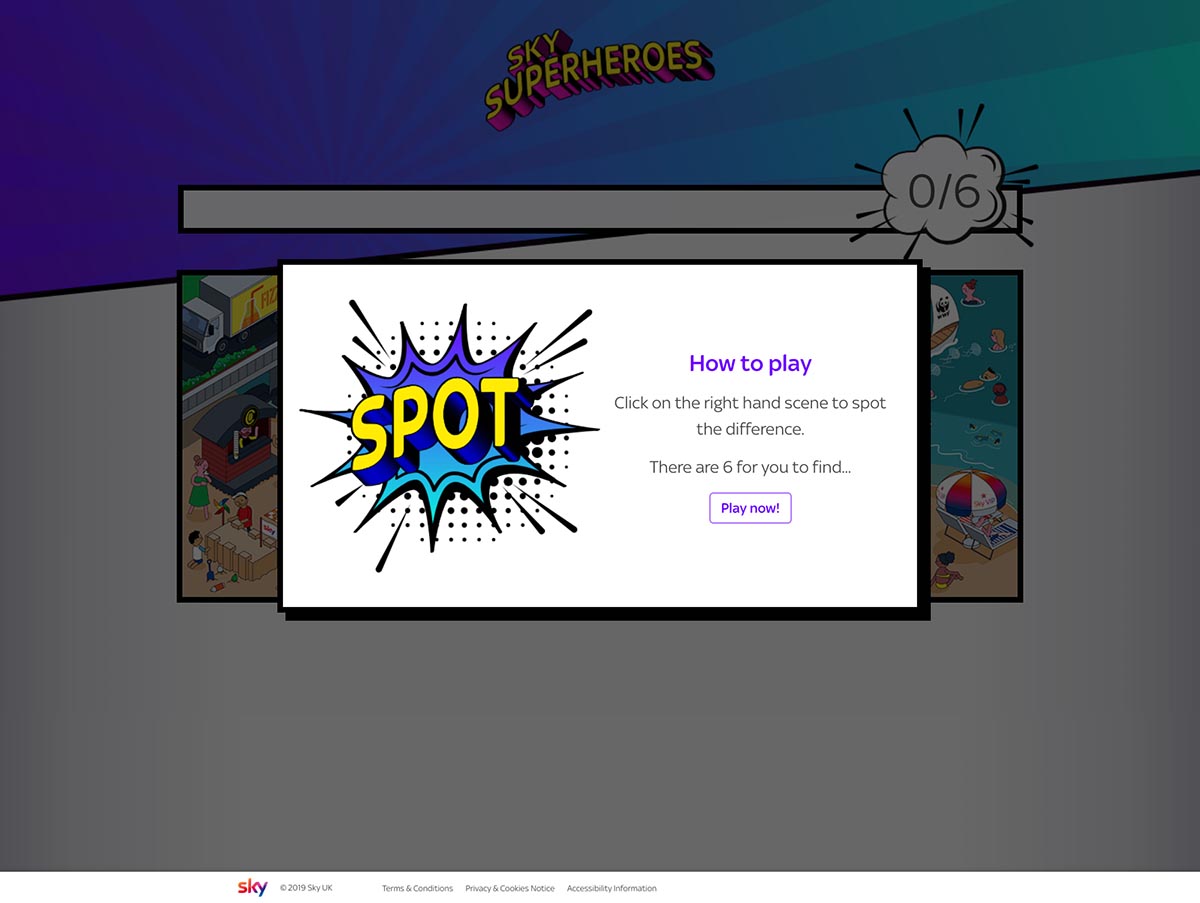 SKY
SUPERHEROES
0/6
FIZZ
WWF
SPOT
How to play
Click on the right hand scene to spot
the difference.
There are 6 for you to find...
Play now!
sky
© 2019 Sky UK
Terms & Conditions
Privacy & Cookies Notice
Accessibility Information